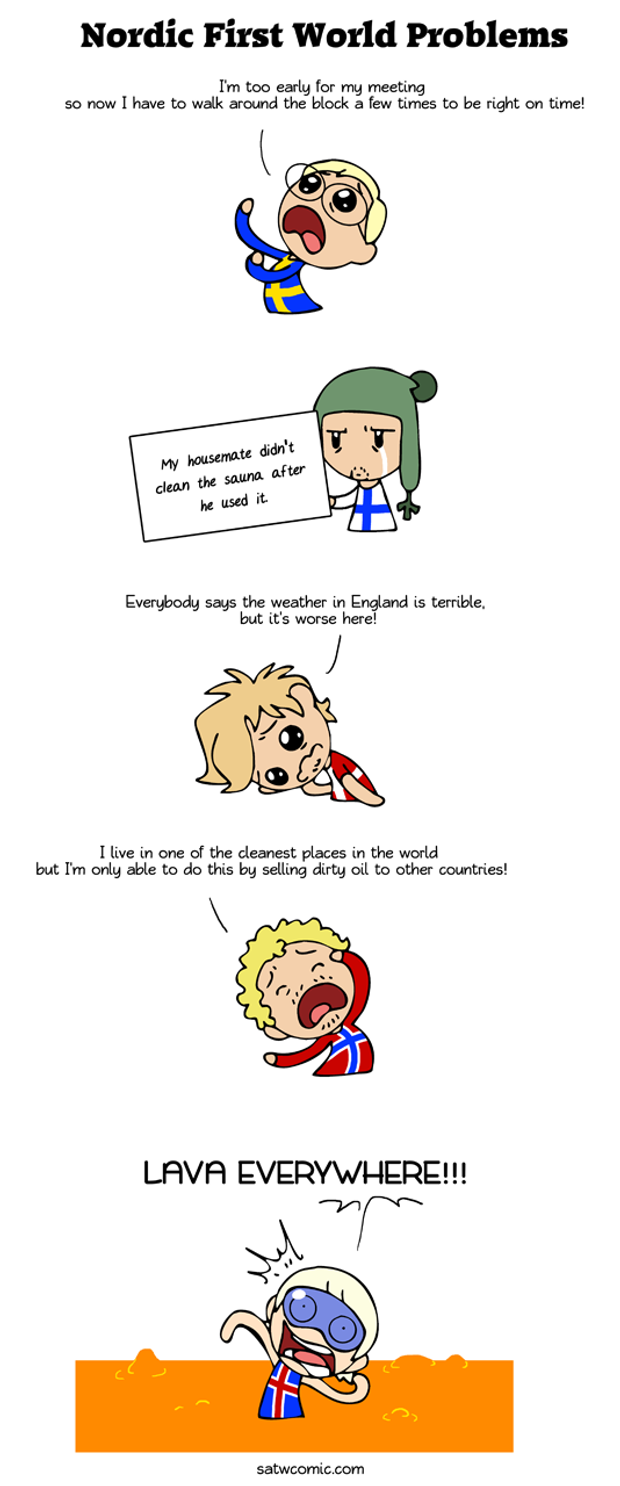 Nordic First World Problems
I'm too early for my meeting
so now I have to walk around the block a few times to be right on time!
My housemate didn't
clean the sauna after
he used it.
Everybody says the weather in England is terrible,
but it's worse here!
I live in one of the cleanest places in the world
but I'm only able to do this by selling dirty oil to other countries!
LAVA EVERYWHERE!!!
satwcomic.com